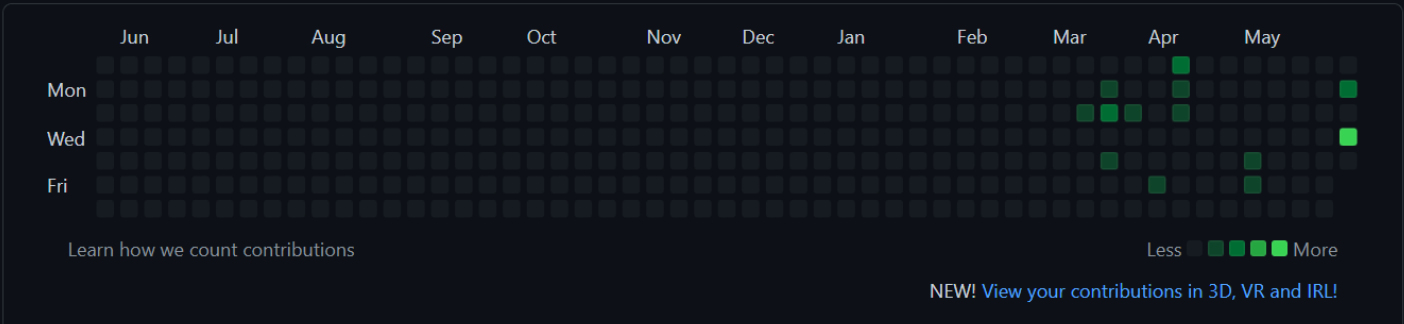 Jun Jul Aug Sep Oct Nov Dec Jan Feb Mar Apr May
Mon
Wed
Fri
Learn how we count contributions
Less More
NEW! View your contributions in 3D, VR and IRL!